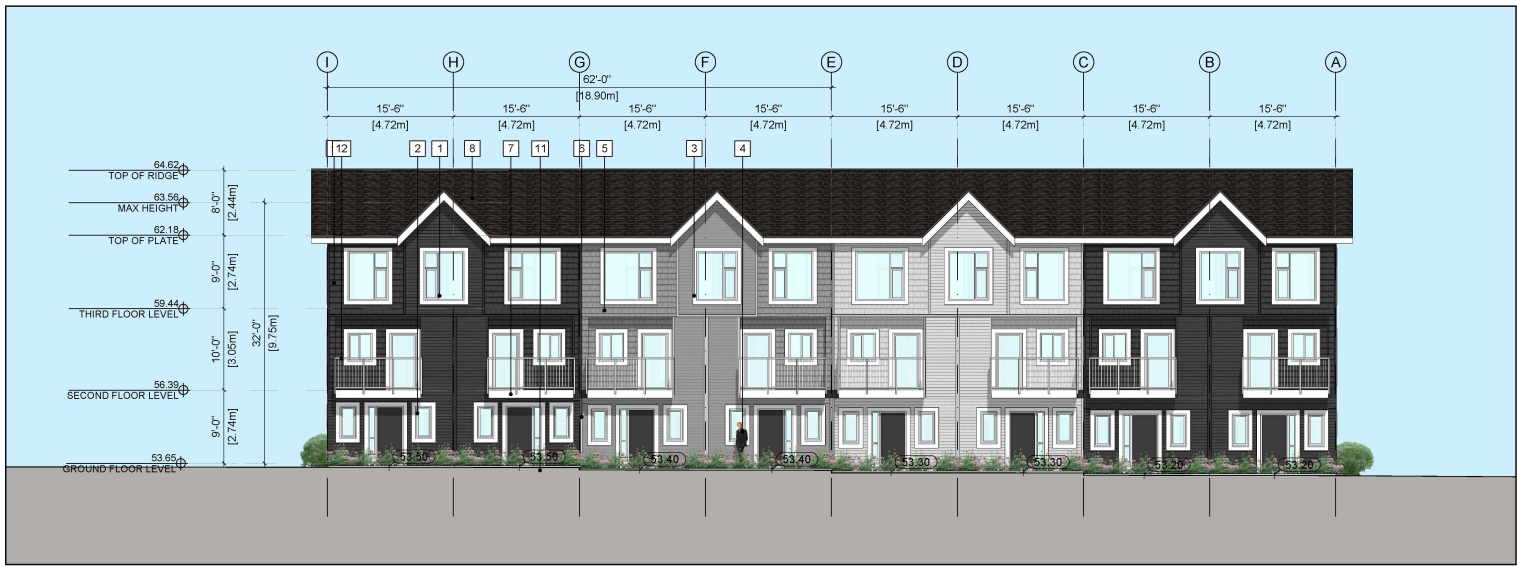 I H G F E D C B A
62'-0"
[18.90m]
15'-6" 15'-6" 15'-6" 15'-6" 15'-6" 15'-6" 15'-6" 15'-6"
[4.72m] [4.72m] [4.72m] [4.72m] [4.72m] [4.72m] [4.72m] [4.72m]
12 2 1 8 7 11 6 5 3 4
64.62
TOP OF RIDGE
8'-0"
[2.44m]
63.56
MAX HEIGHT
62.18
TOP OF PLATE
9'-0"
[2.74m]
59.44
THIRD FLOOR LEVEL
32'-0"
[9.75m]
10'-0"
[3.05m]
56.39
SECOND FLOOR LEVEL
9'-0"
[2.74m]
53.65
GROUND FLOOR LEVEL
53.50 53.50 53.40 53.40 53.30 53.30 53.20 53.20